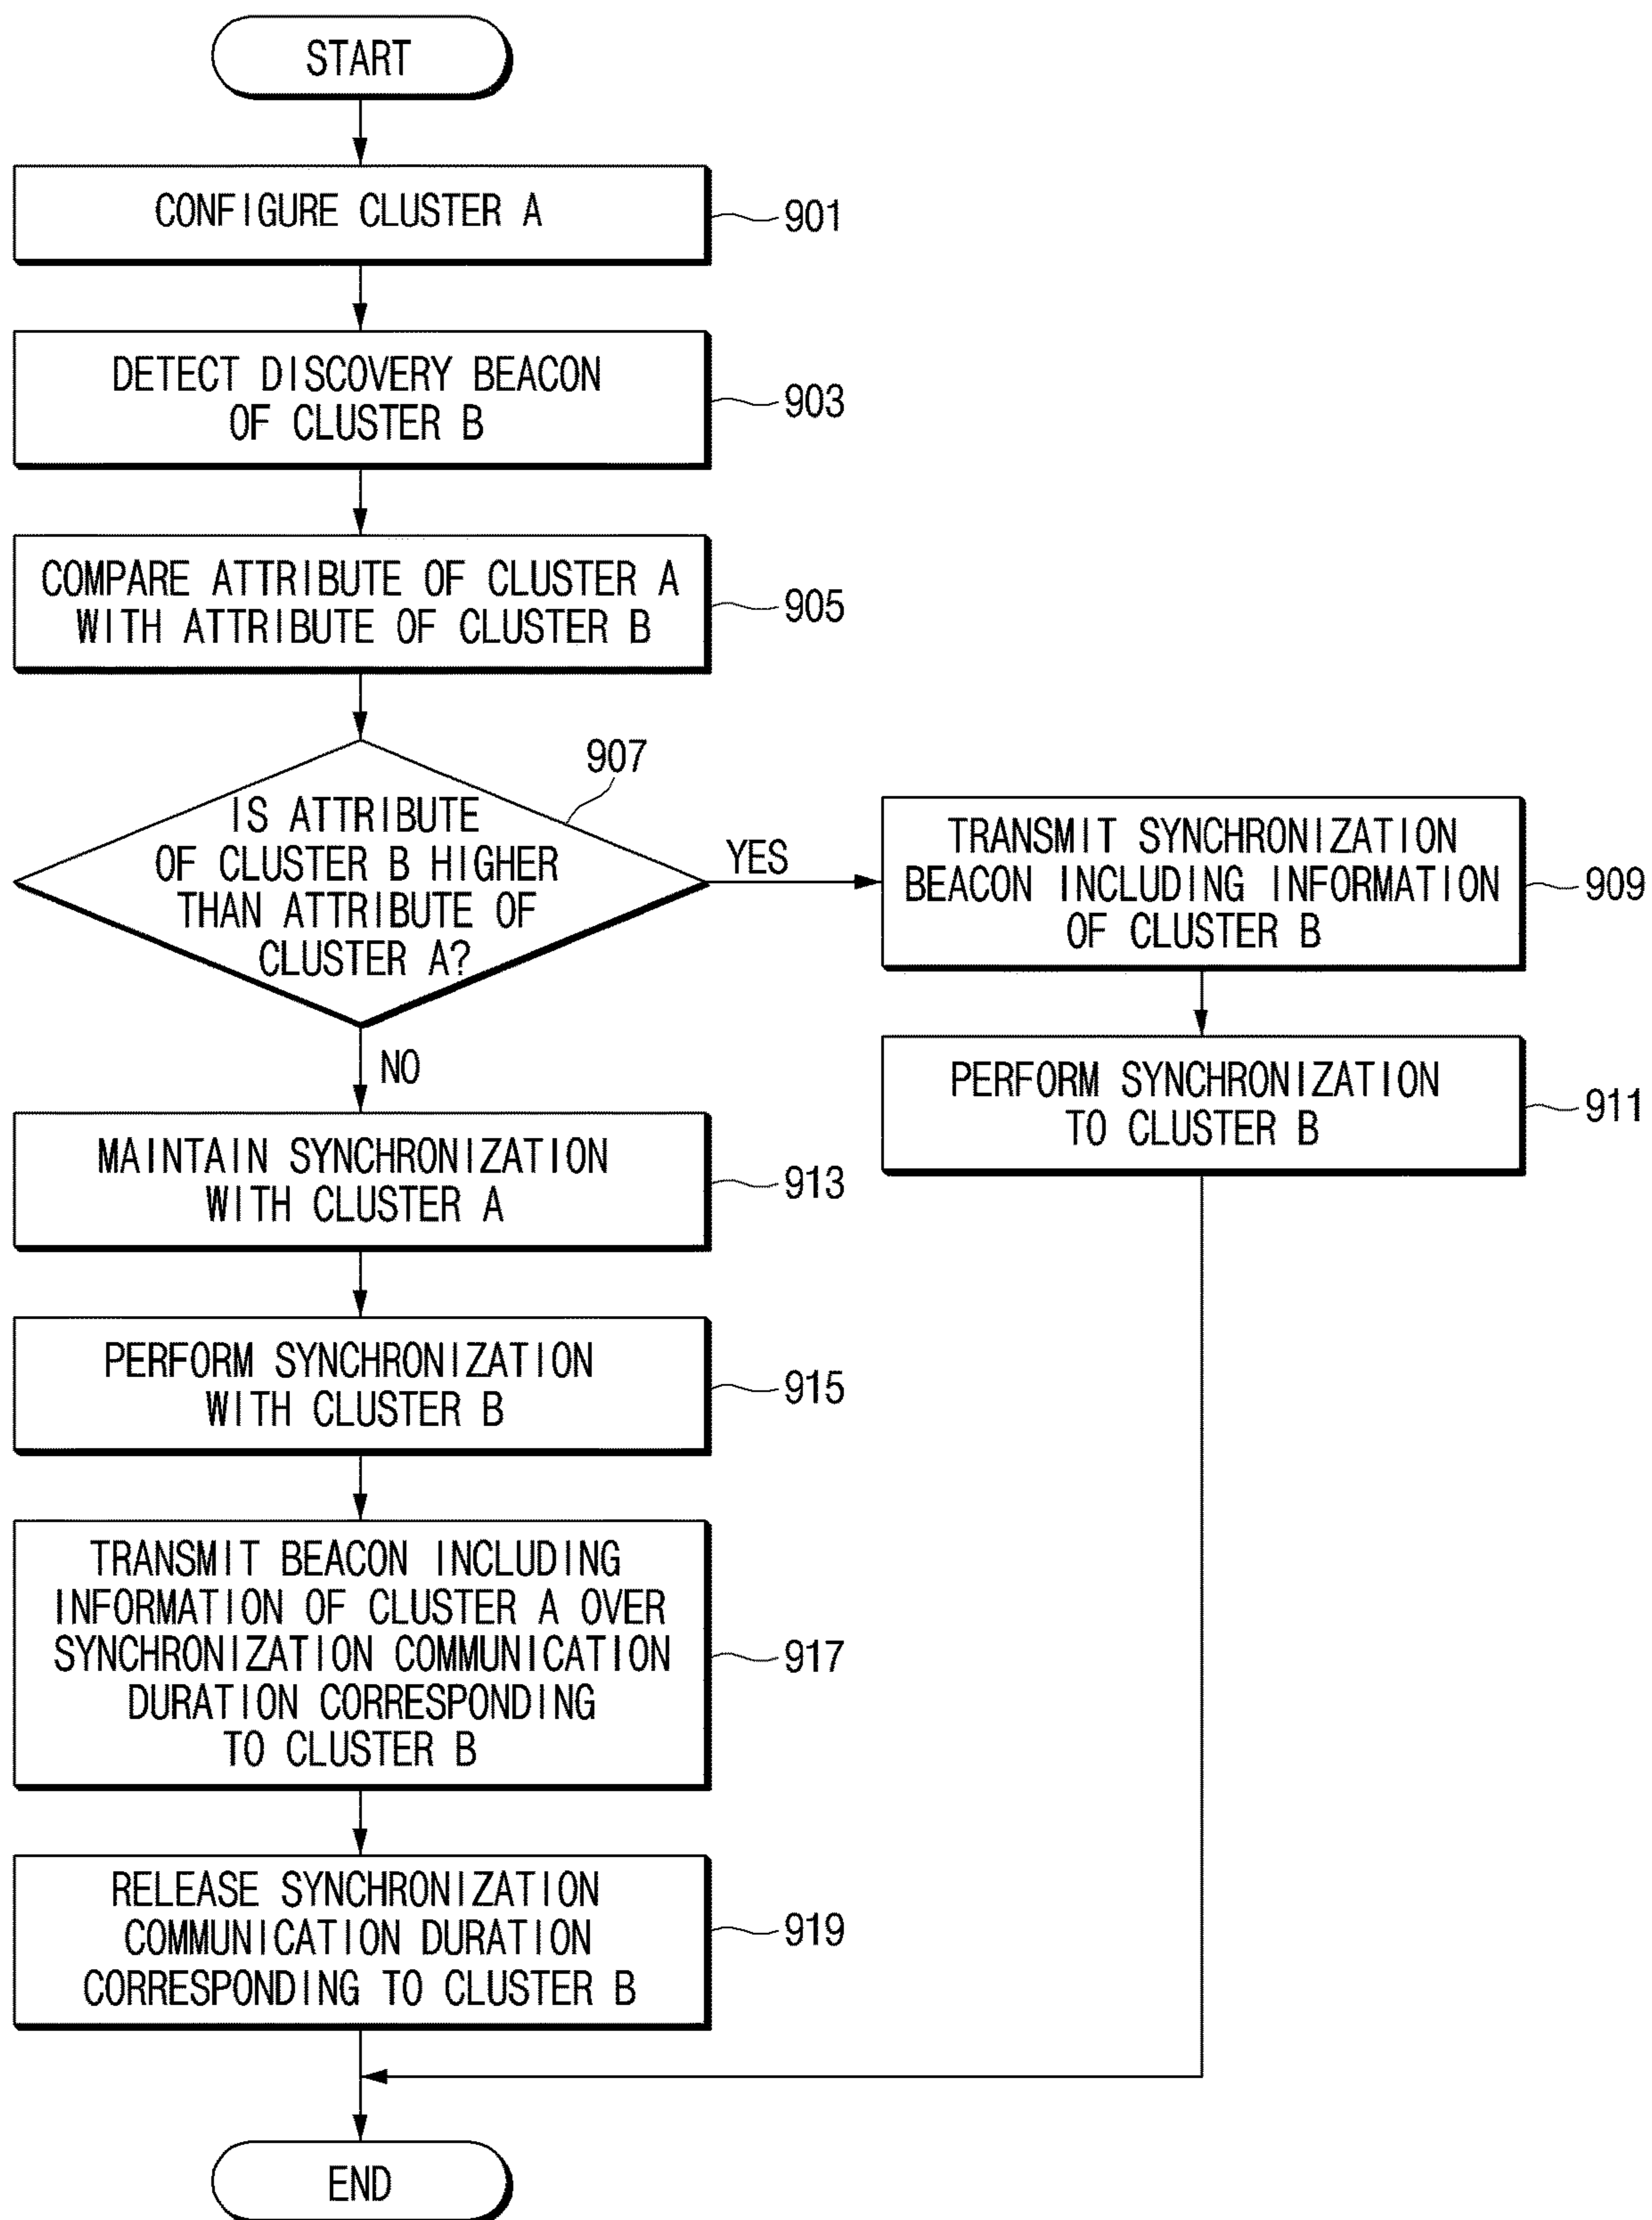 START
CONFIGURE CLUSTER A
901
DETECT DISCOVERY BEACON
OF CLUSTER B
903
COMPARE ATTRIBUTE OF CLUSTER A
WITH ATTRIBUTE OF CLUSTER B
905
907
IS ATTRIBUTE
OF CLUSTER B HIGHER
THAN ATTRIBUTE OF
CLUSTER A?
YES
TRANSMIT SYNCHRONIZATION
BEACON INCLUDING INFORMATION
OF CLUSTER B
909
PERFORM SYNCHRONIZATION
TO CLUSTER B
911
NO
MAINTAIN SYNCHRONIZATION
WITH CLUSTER A
913
PERFORM SYNCHRONIZATION
WITH CLUSTER B
915
TRANSMIT BEACON INCLUDING
INFORMATION OF CLUSTER A OVER
SYNCHRONIZATION COMMUNICATION
DURATION CORRESPONDING
TO CLUSTER B
917
RELEASE SYNCHRONIZATION
COMMUNICATION DURATION
CORRESPONDING TO CLUSTER B
919
END